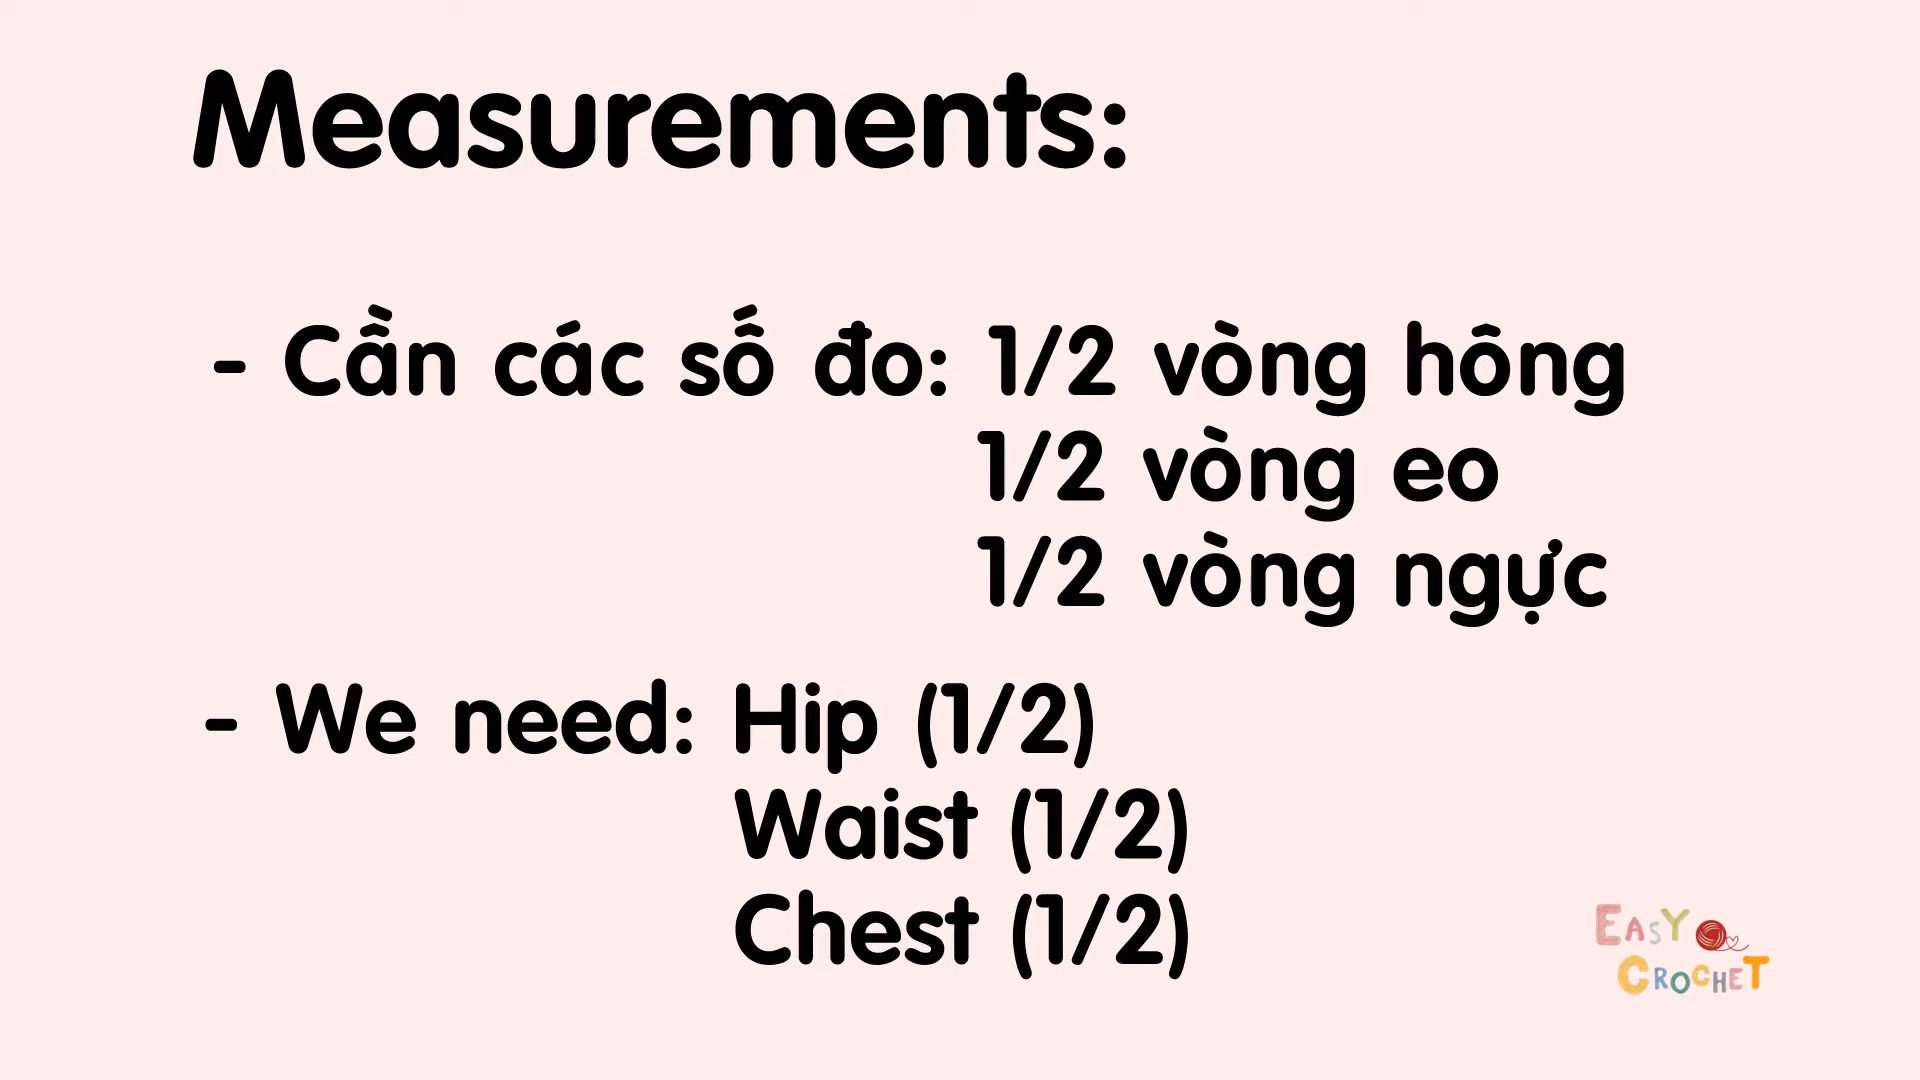 Measurements:
- Cần các số đo: 1/2 vòng hông
1/2 vòng eo
1/2 vòng ngực
- We need: Hip (1/2)
Waist (1/2)
Chest (1/2)
EASY
CROCHET